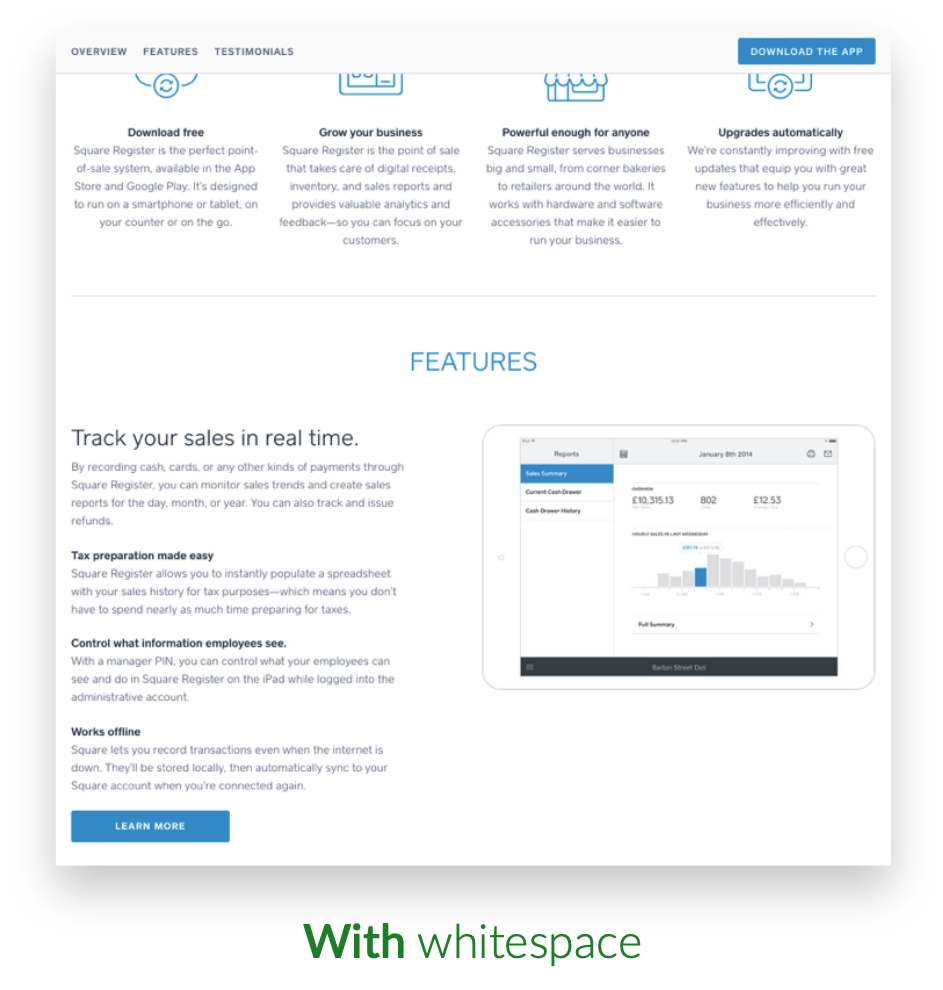 OVERVIEW FEATURES TESTIMONIALS DOWNLOAD THE APP
Download free
Square Register is the perfect point-
of-sale system, available in the App
Store and Google Play. It's designed
to run on a smartphone or tablet, on
your counter or on the go.
Grow your business
Square Register is the point of sale
that takes care of digital receipts,
inventory, and sales reports and
provides valuable analytics and
feedback—so you can focus on your
customers.
Powerful enough for anyone
Square Register serves businesses
big and small, from corner bakeries
to retailers around the world. It
works with hardware and software
accessories that make it easier to
run your business.
Upgrades automatically
We're constantly improving with free
updates that equip you with great
new features to help you run your
business more efficiently and
effectively.
FEATURES
Track your sales in real time.
By recording cash, cards, or any other kinds of payments through
Square Register, you can monitor sales trends and create sales
reports for the day, month, or year. You can also track and issue
refunds.
Tax preparation made easy
Square Register allows you to instantly populate a spreadsheet
with your sales history for tax purposes—which means you don't
have to spend nearly as much time preparing for taxes.
Control what information employees see.
With a manager PIN, you can control what your employees can
see and do in Square Register on the iPad while logged into the
administrative account.
Works offline
Square lets you record transactions even when the internet is
down. They'll be stored locally, then automatically sync to your
Square account when you're connected again.
LEARN MORE
Reports
January 8th 2014
Sales Summary
Current Cash Drawer
Cash Drawer History
OVERVIEW
£10,315.13 802 £12.53
HOURLY SALES VS LAST WEDNESDAY
Full Summary
Barton Street Deli
With whitespace